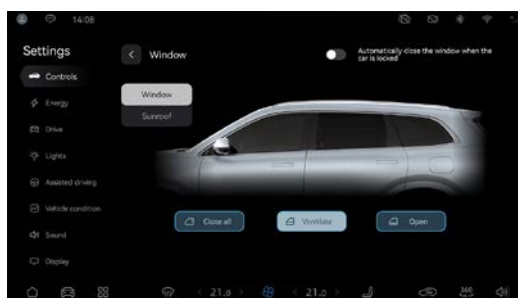 14:08
Settings
Window
Automatically close the window when the
car is locked
Controls
Window
Energy
Sunroof
Drive
Lights
Assisted driving
Vehicle condition
Close all
Ventilate
Open
Sound
Display
< 21.0 >
< 21.0 >
360